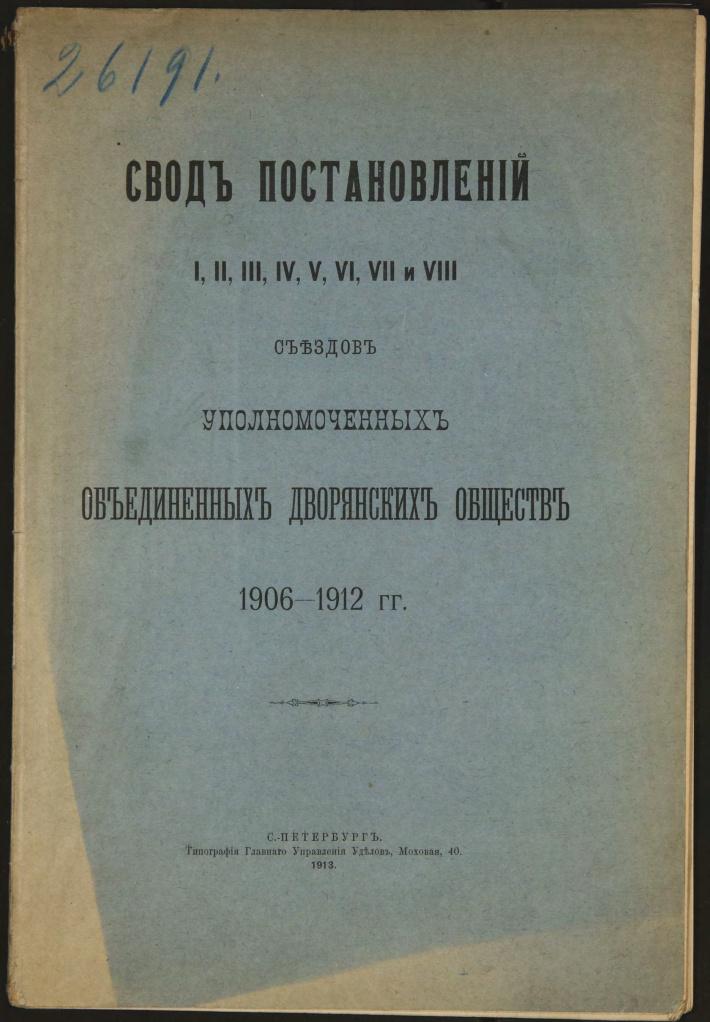 26191.
СВОДЪ ПОСТАНОВЛЕНІЙ
I, II, III, IV, V, VI, VII и VIII
СЪѢЗДОВЪ
УПОЛНОМОЧЕННЫХЪ
ОБЪЕДИНЕННЫХЪ ДВОРЯНСКИХЪ ОБЩЕСТВЪ
1906—1912 гг.
С.-ПЕТЕРБУРГЪ.
Типографія Главнаго Управленія Удѣловъ, Моховая, 40.
1913.